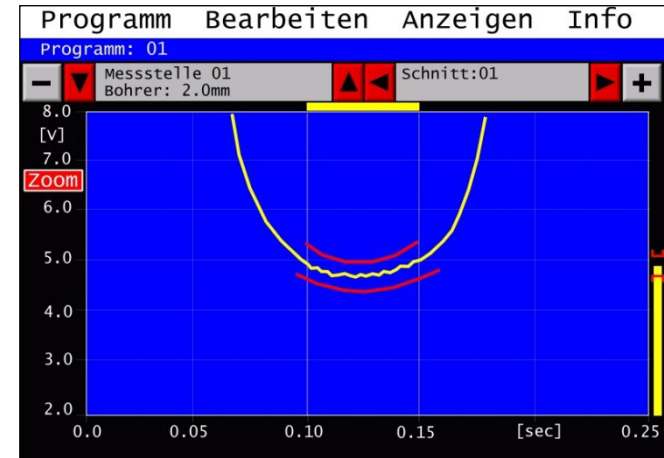 Programm Bearbeiten Anzeigen Info
Programm: 01
Messstelle 01
Bohrer: 2.0mm
Schnitt:01
8.0
[V]
7.0
Zoom
6.0
5.0
4.0
3.0
2.0
0.0 0.05 0.10 0.15 [sec] 0.25